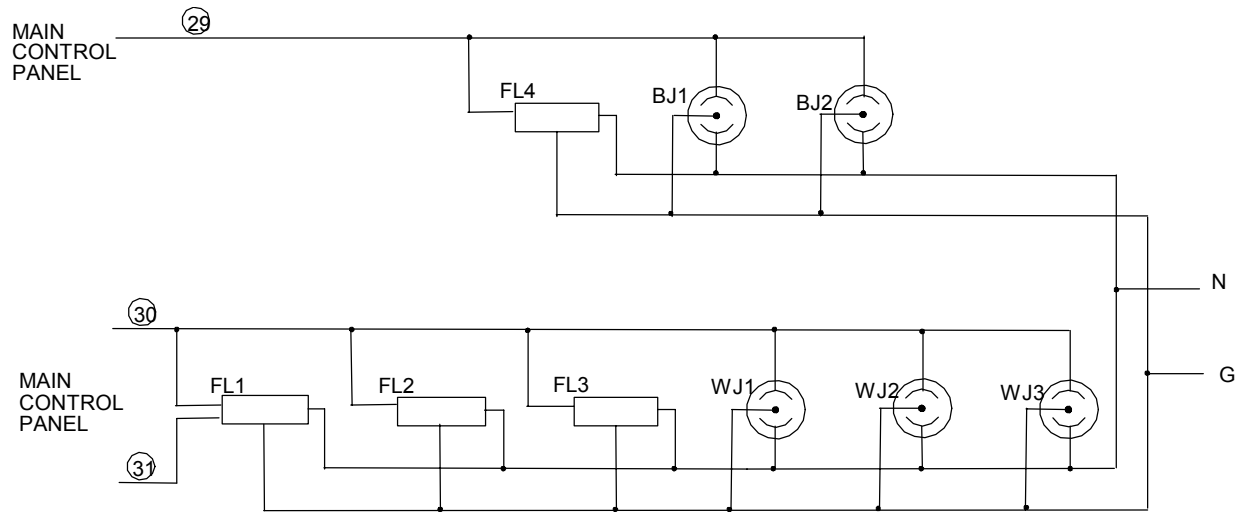 29
MAIN
CONTROL
PANEL
FL4
BJ1
BJ2
N
30
MAIN
CONTROL
PANEL
FL1
FL2
FL3
WJ1
WJ2
WJ3
G
31